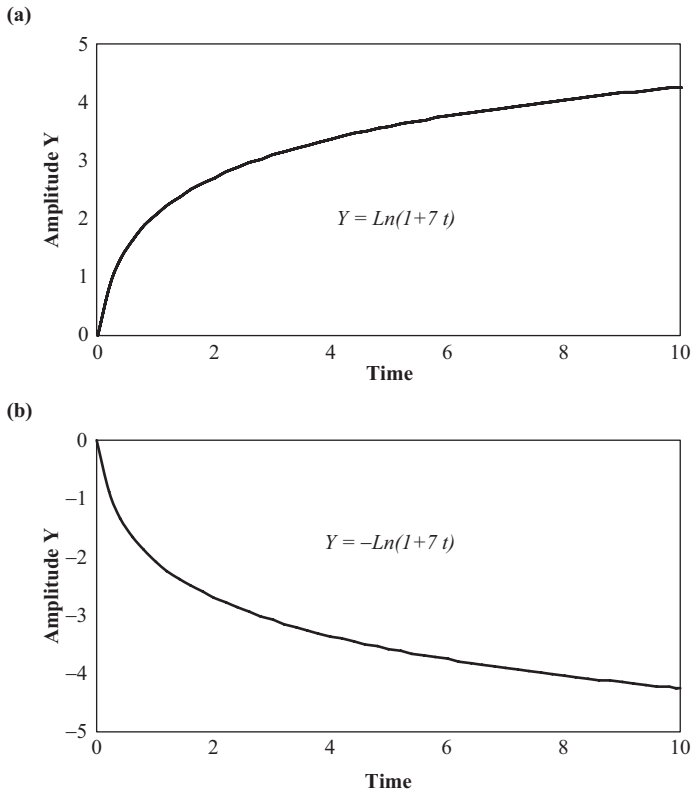 (a)
5
4
3
2
1
0
Amplitude Y
Y = Ln(1+7 t)
0 2 4 6 8 10
Time
(b)
0
–1
–2
–3
–4
–5
Amplitude Y
Y = –Ln(1+7 t)
0 2 4 6 8 10
Time